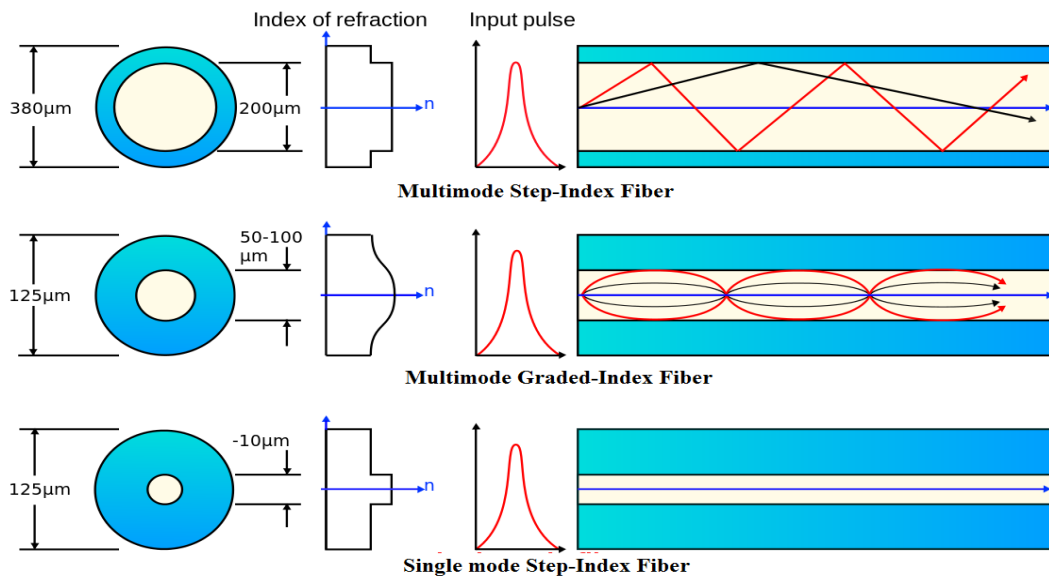 Index of refraction
Input pulse
380µm
200µm
n
Multimode Step-Index Fiber
50-100
µm
125µm
n
Multimode Graded-Index Fiber
-10µm
125µm
n
Single mode Step-Index Fiber